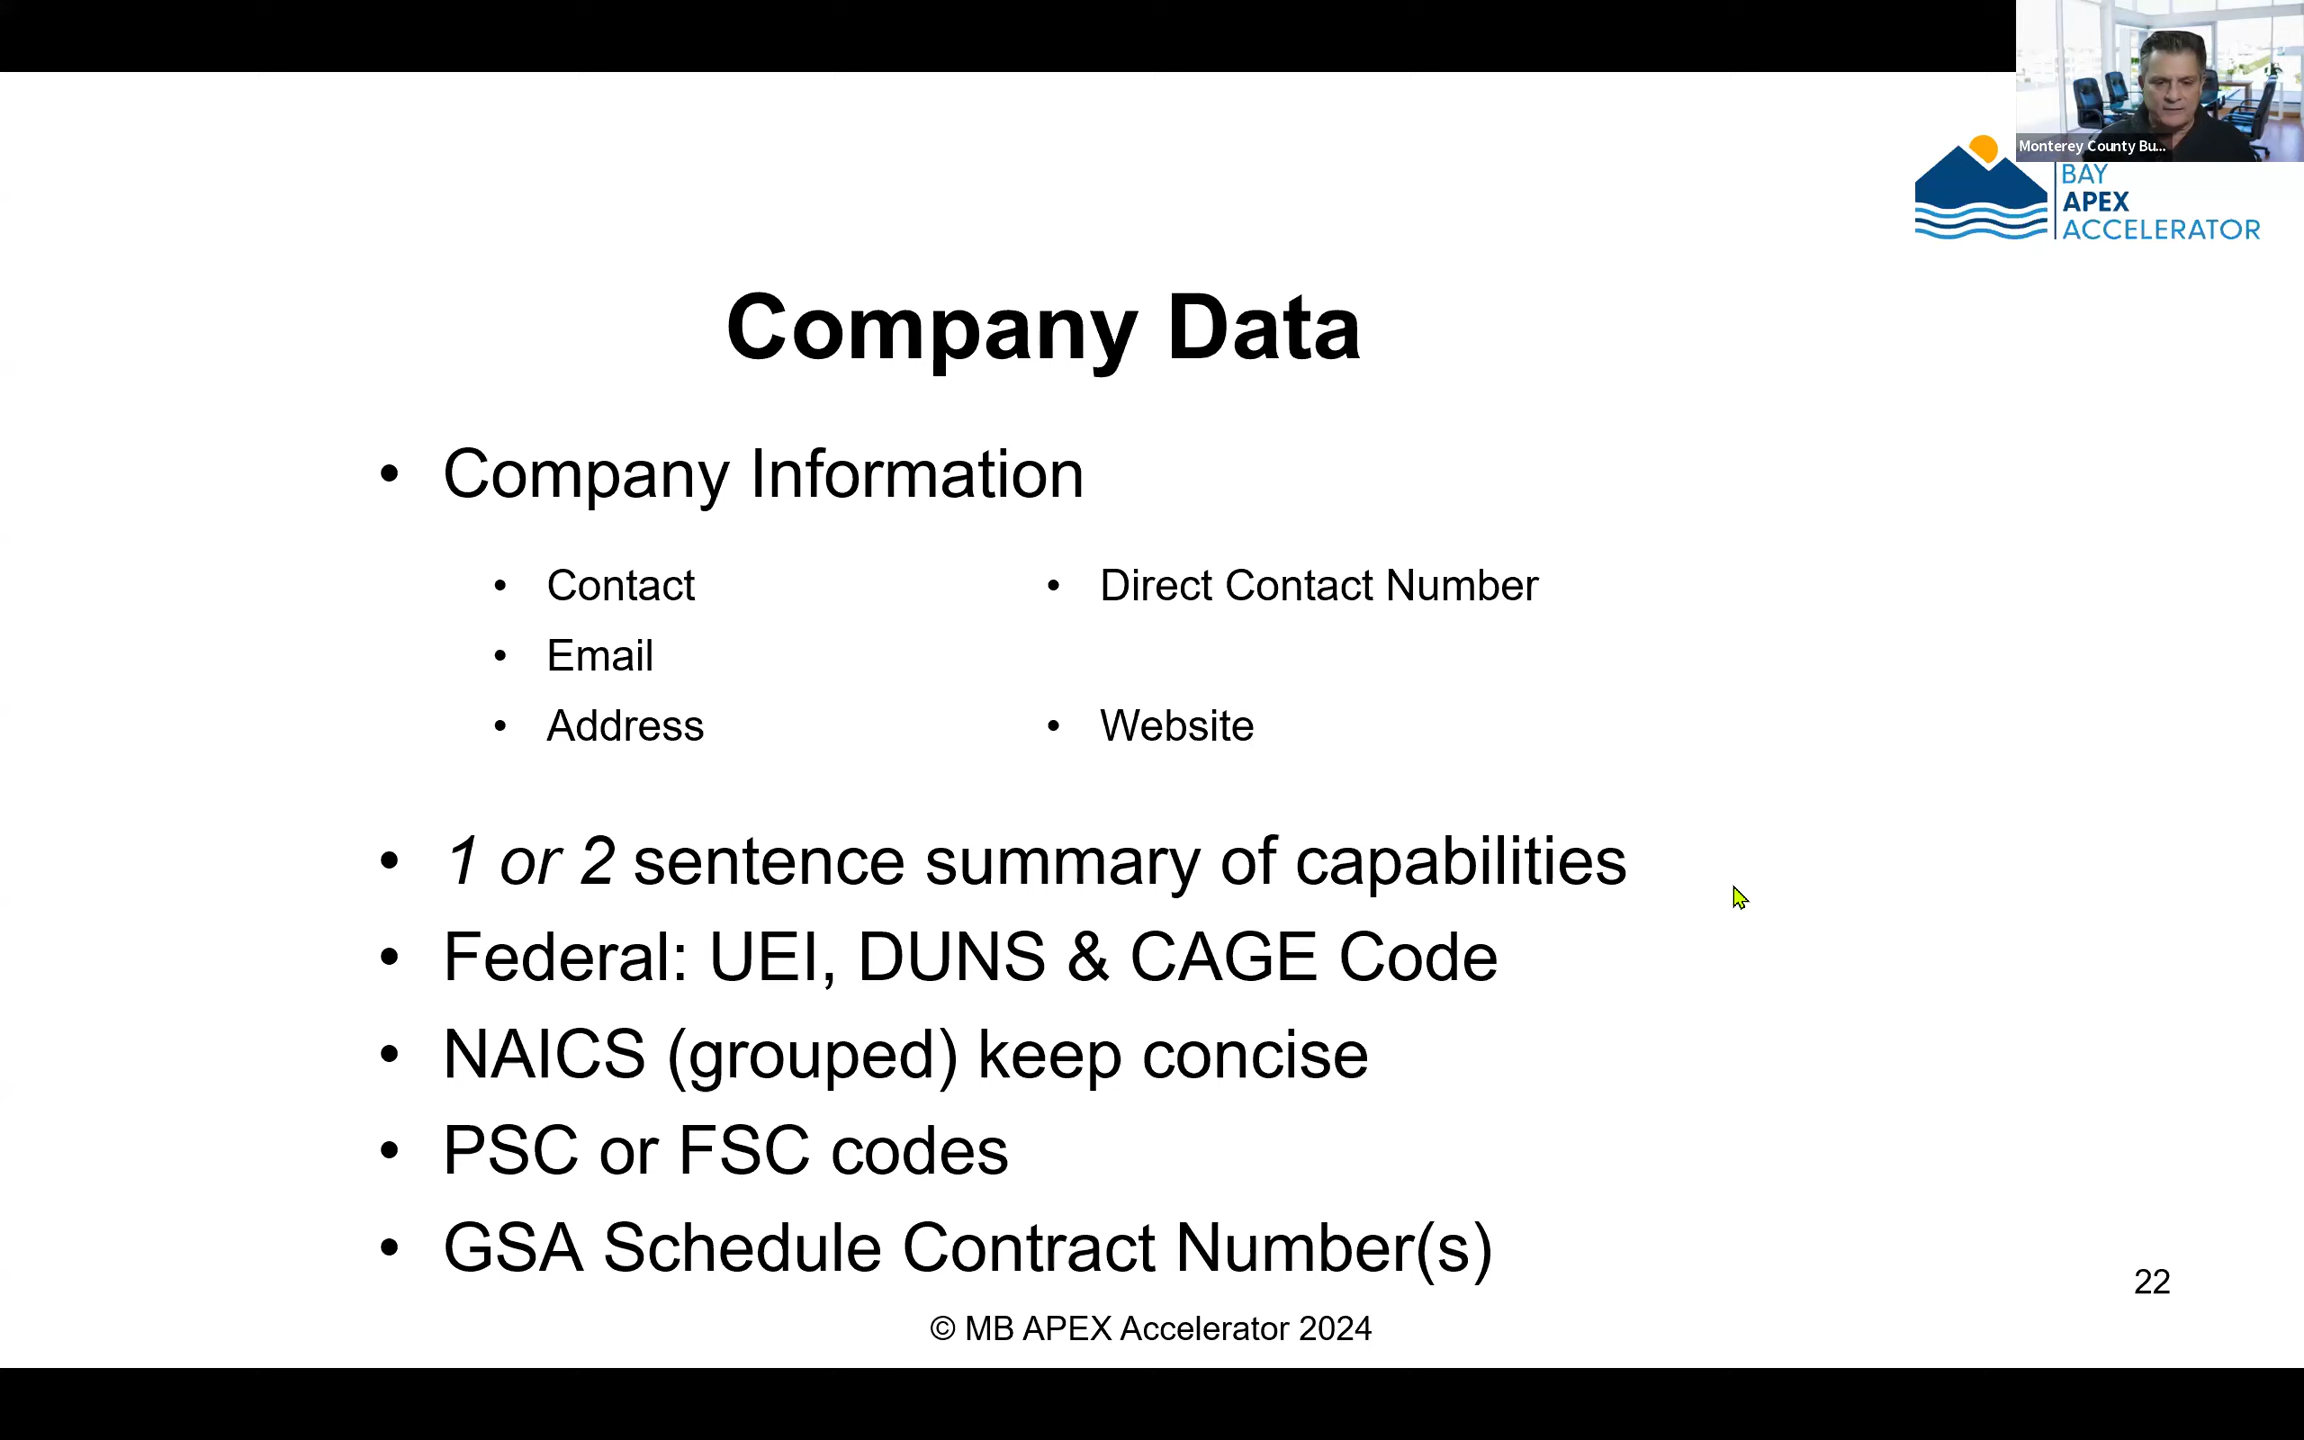 Monterey County Bu...
BAY
APEX
ACCELERATOR
Company Data
• Company Information
• Contact
• Direct Contact Number
• Email
• Address
• Website
• 1 or 2 sentence summary of capabilities
• Federal: UEI, DUNS & CAGE Code
• NAICS (grouped) keep concise
• PSC or FSC codes
• GSA Schedule Contract Number(s)
22
© MB APEX Accelerator 2024